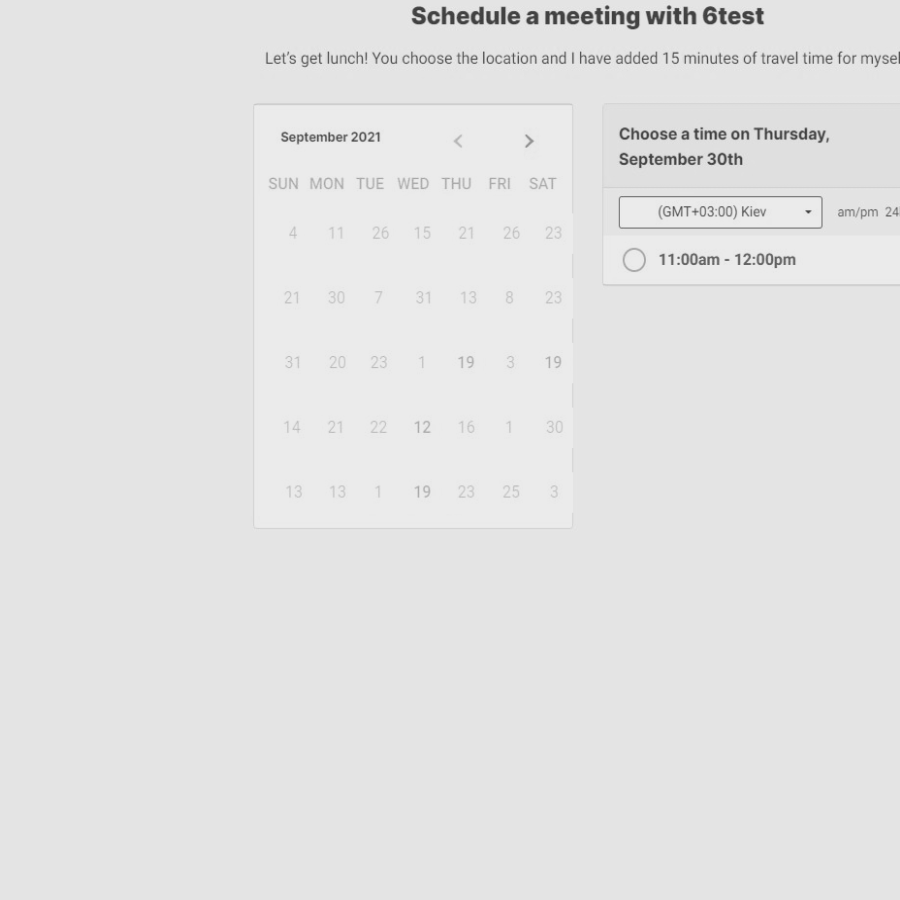 Schedule a meeting with 6test
Let's get lunch! You choose the location and I have added 15 minutes of travel time for mysel
September 2021
SUN MON TUE WED THU FRI SAT
4 11 26 15 21 26 23
21 30 7 31 13 8 23
31 20 23 1 19 3 19
14 21 22 12 16 1 30
13 13 1 19 23 25 3
Choose a time on Thursday,
September 30th
(GMT+03:00) Kiev am/pm 24
11:00am - 12:00pm